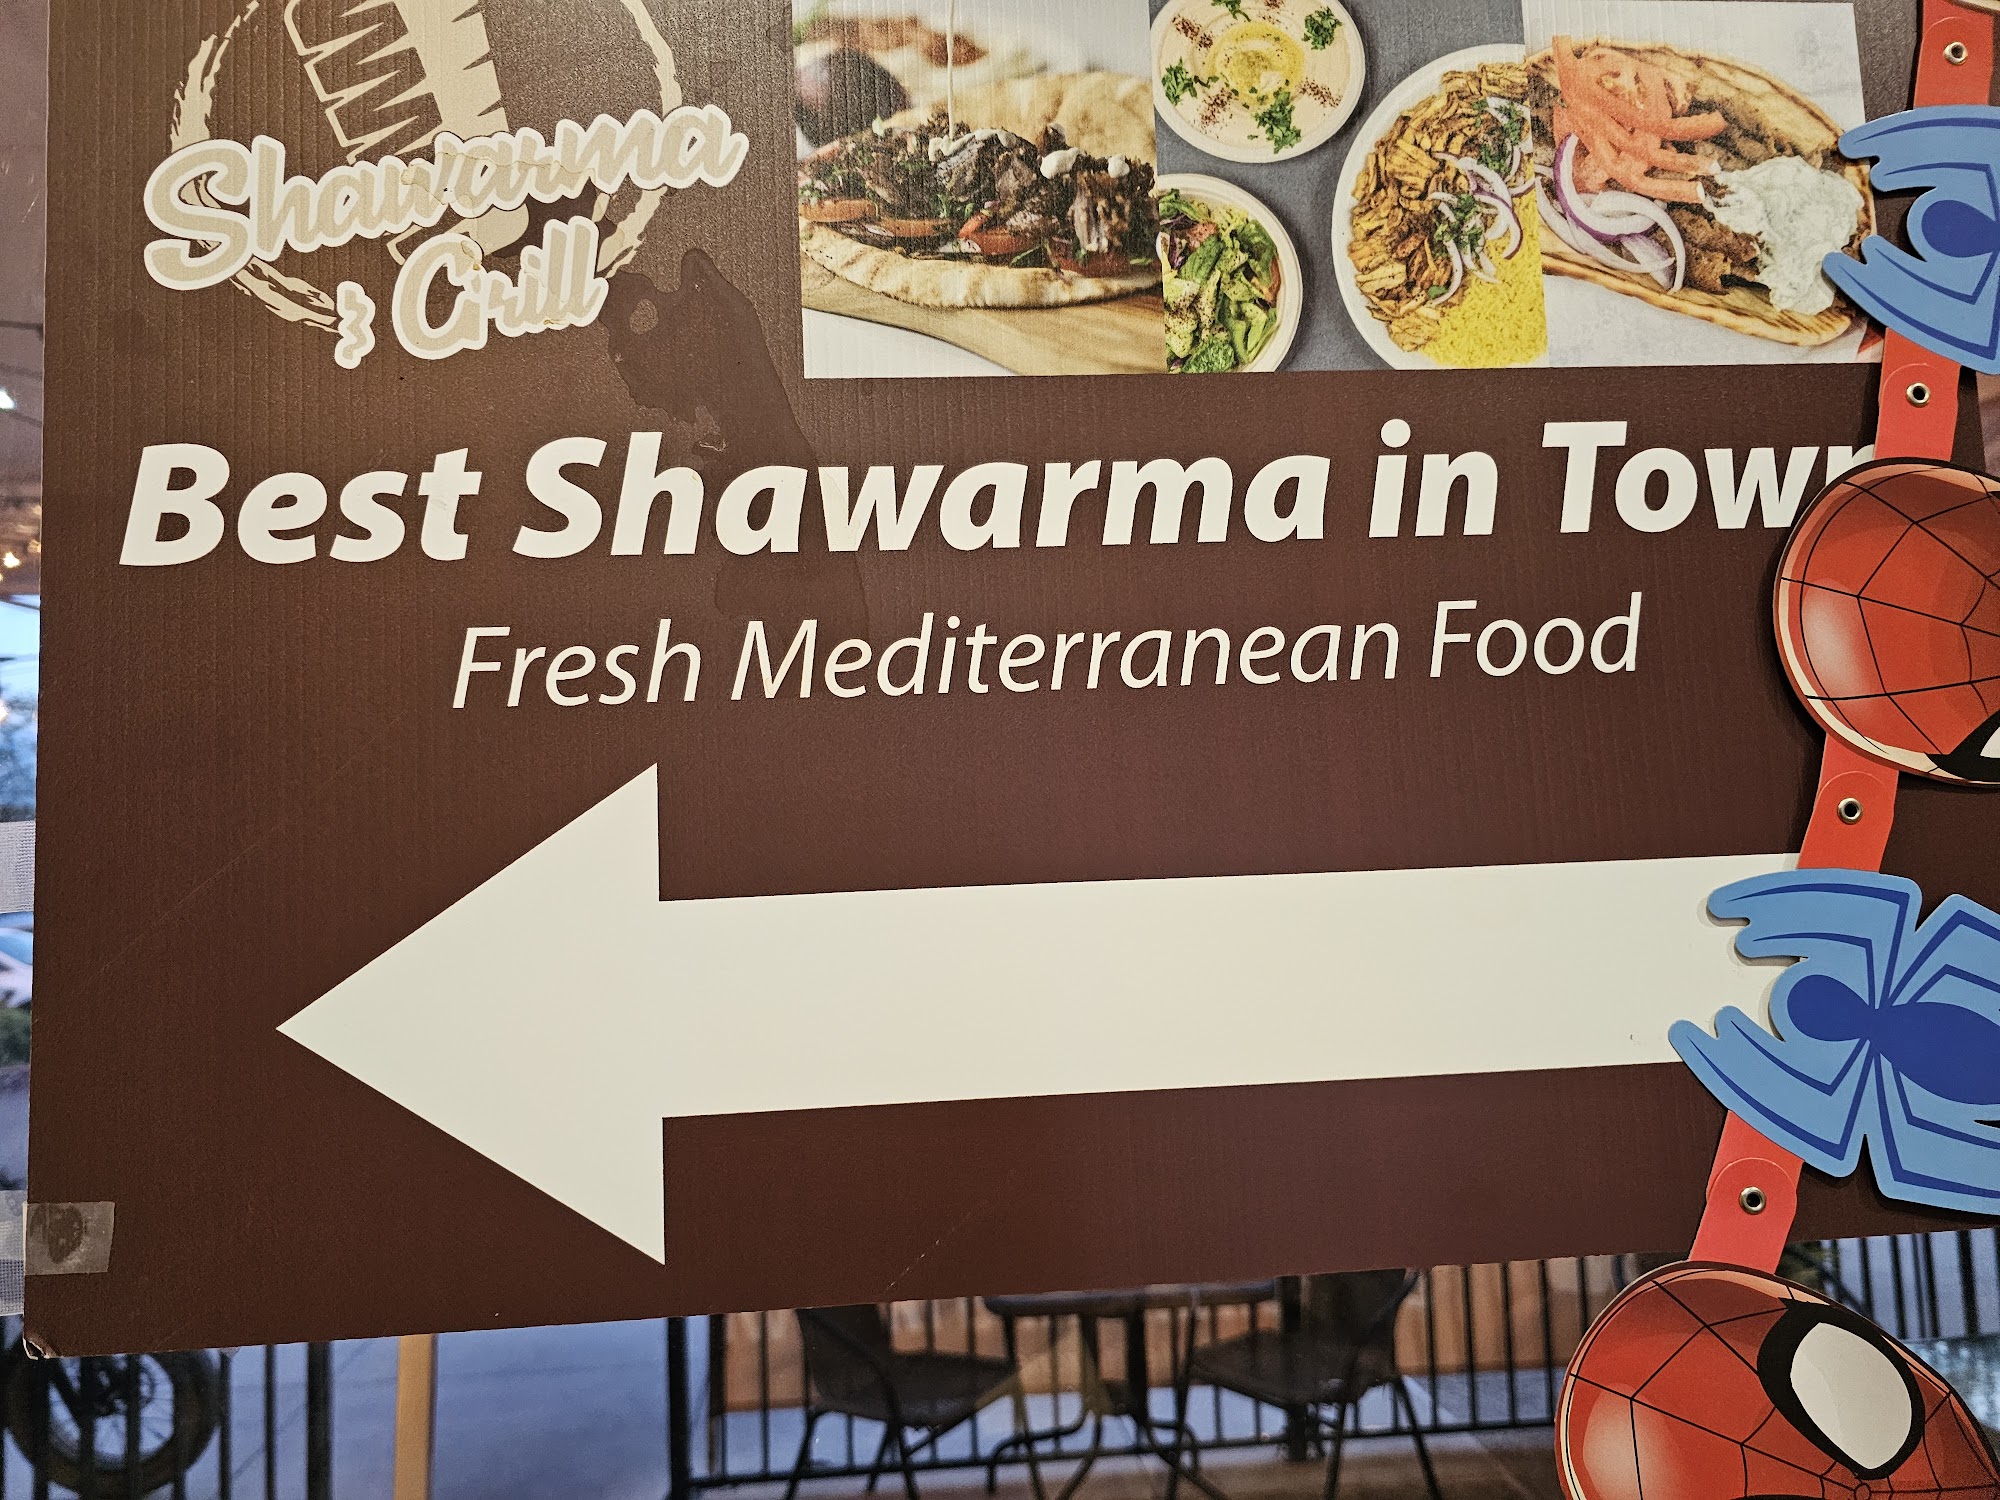 Shawarma
& Grill
Best Shawarma in Town
Fresh Mediterranean Food